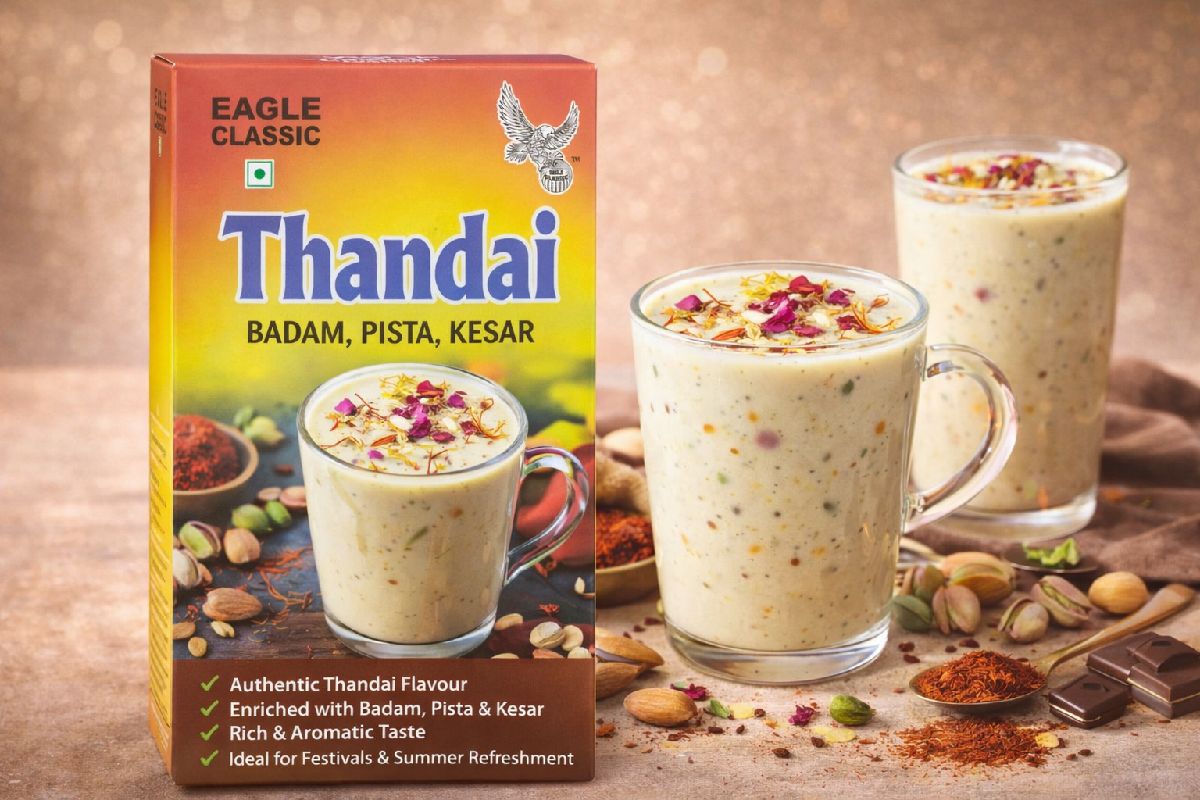 EAGLE
CLASSIC
TM
Thandai
BADAM, PISTA, KESAR
Authentic Thandai Flavour
Enriched with Badam, Pista & Kesar
Rich & Aromatic Taste
Ideal for Festivals & Summer Refreshment